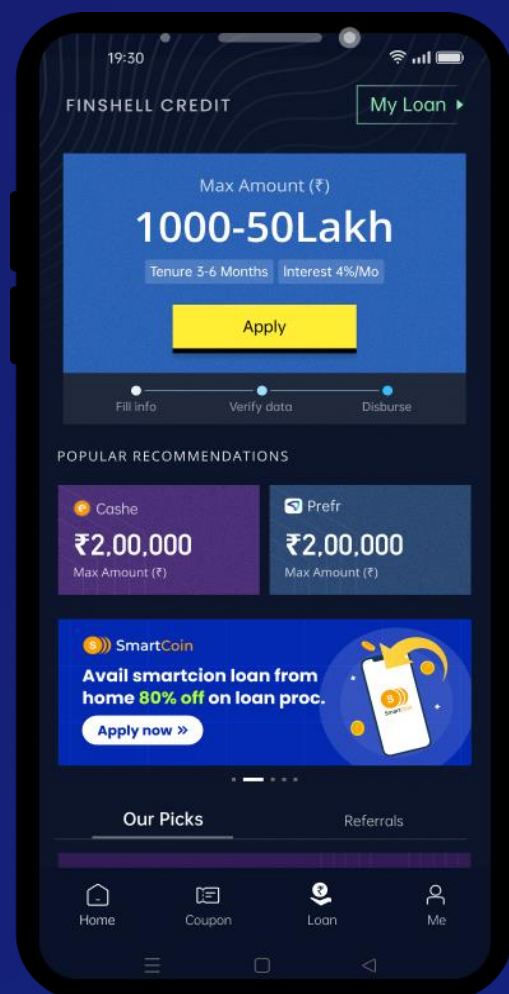 19:30
FINSHELL CREDIT
My Loan
Max Amount (₹)
1000-50Lakh
Tenure 3-6 Months Interest 4%/Mo
Apply
Fill info Verify data Disburse
POPULAR RECOMMENDATIONS
Cashe
₹2,00,000
Max Amount (₹)
Prefr
₹2,00,000
Max Amount (₹)
SmartCoin
Avail smartcion loan from
home 80% off on loan proc.
Apply now »
SmartCoin
Our Picks Referrals
Home Coupon Loan Me